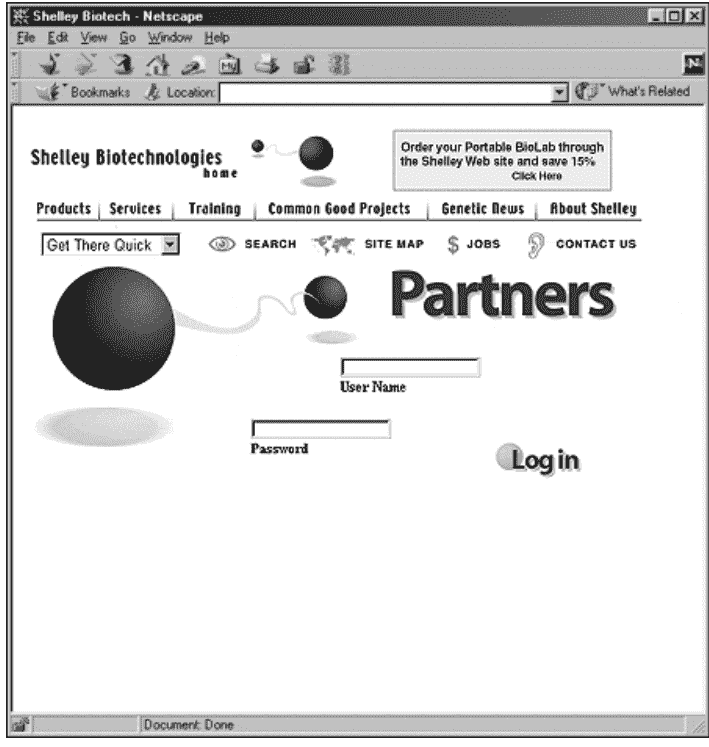 Shelley Biotech - Netscape
File Edit View Go Window Help
My
N
Bookmarks Location: What's Related
Shelley Biotechnologies
home
Order your Portable BioLab through
the Shelley Web site and save 15%
Click Here
Products Services Training Common Good Projects Genetic News About Shelley
Get There Quick SEARCH SITE MAP $ JOBS CONTACT US
Partners
User Name
Password
Log in
Document: Done